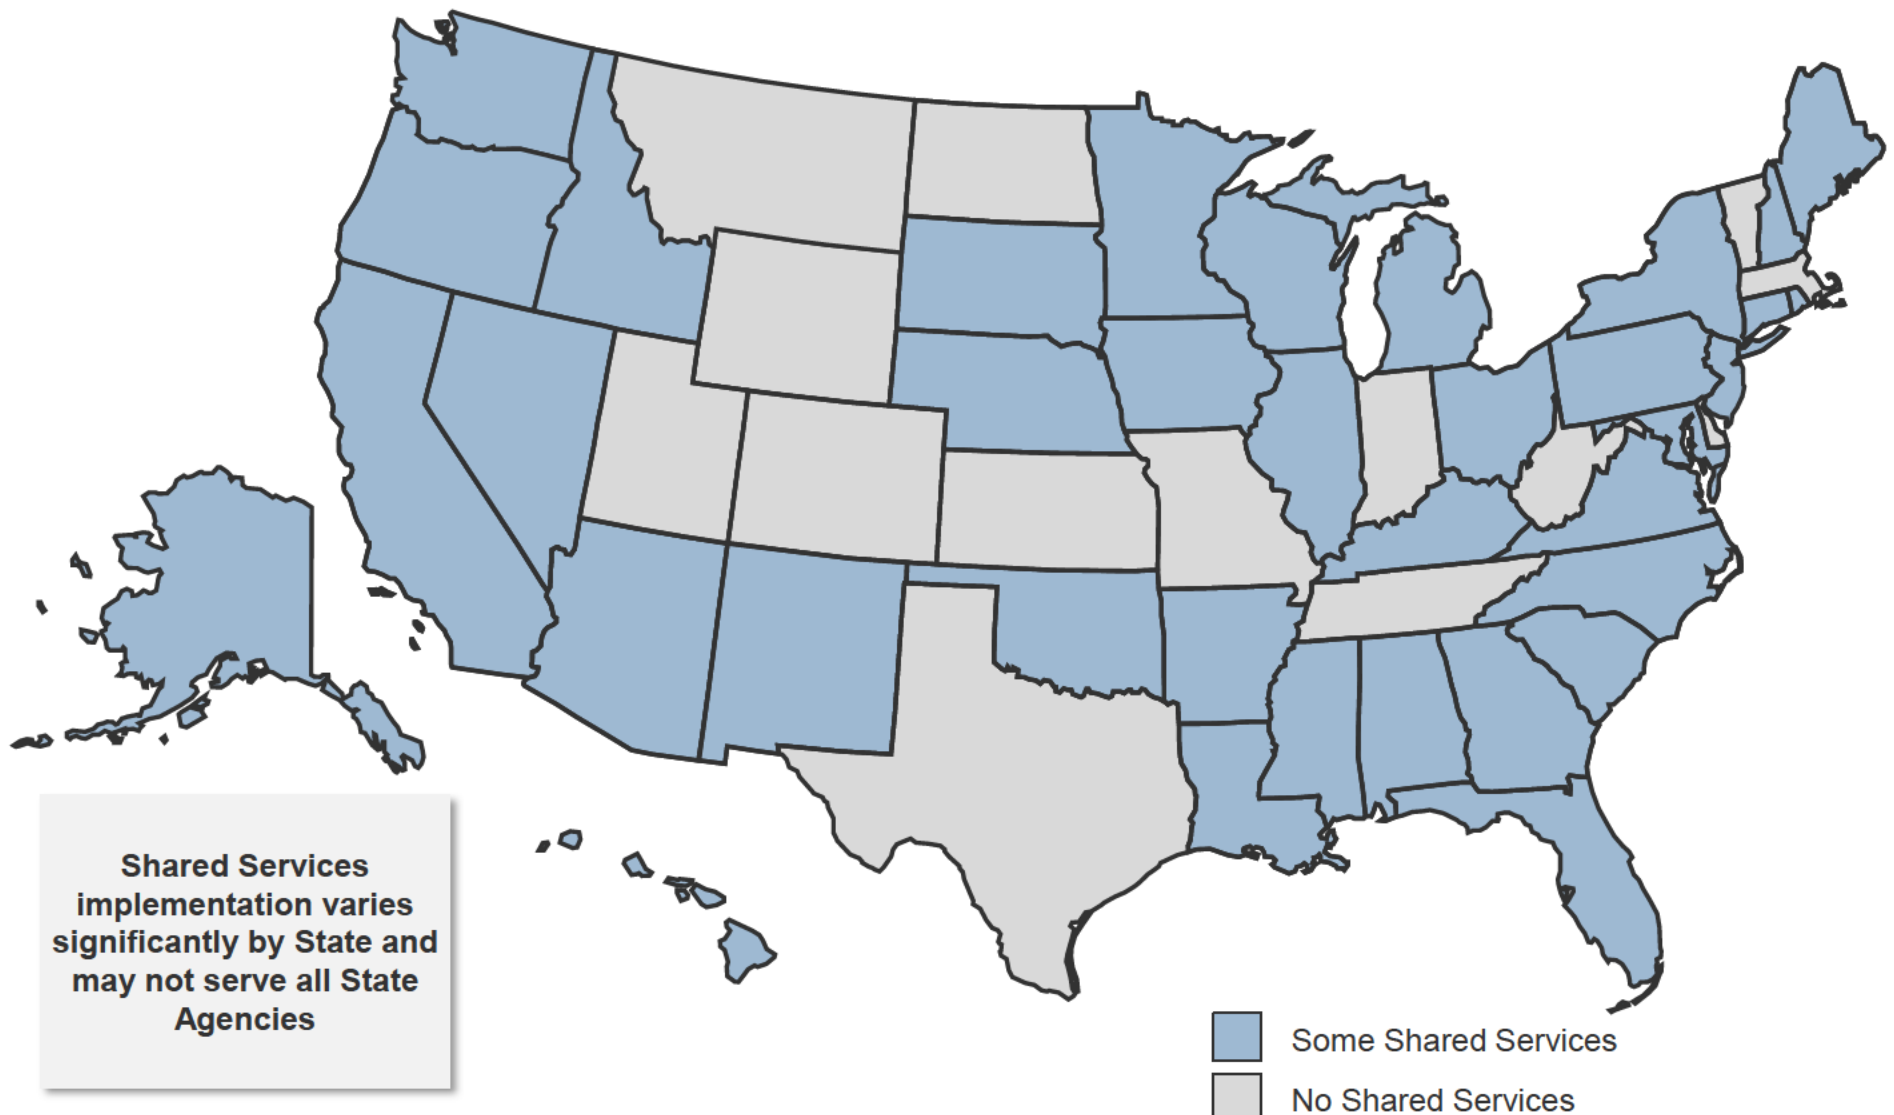 Shared Services
implementation varies
significantly by State and
may not serve all State
Agencies
Some Shared Services
No Shared Services